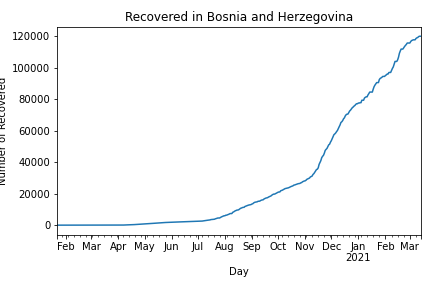 Recovered in Bosnia and Herzegovina
Number of Recovered
120000
100000
80000
60000
40000
20000
0
Feb Mar Apr May Jun Jul Aug Sep Oct Nov Dec Jan Feb Mar
2021
Day